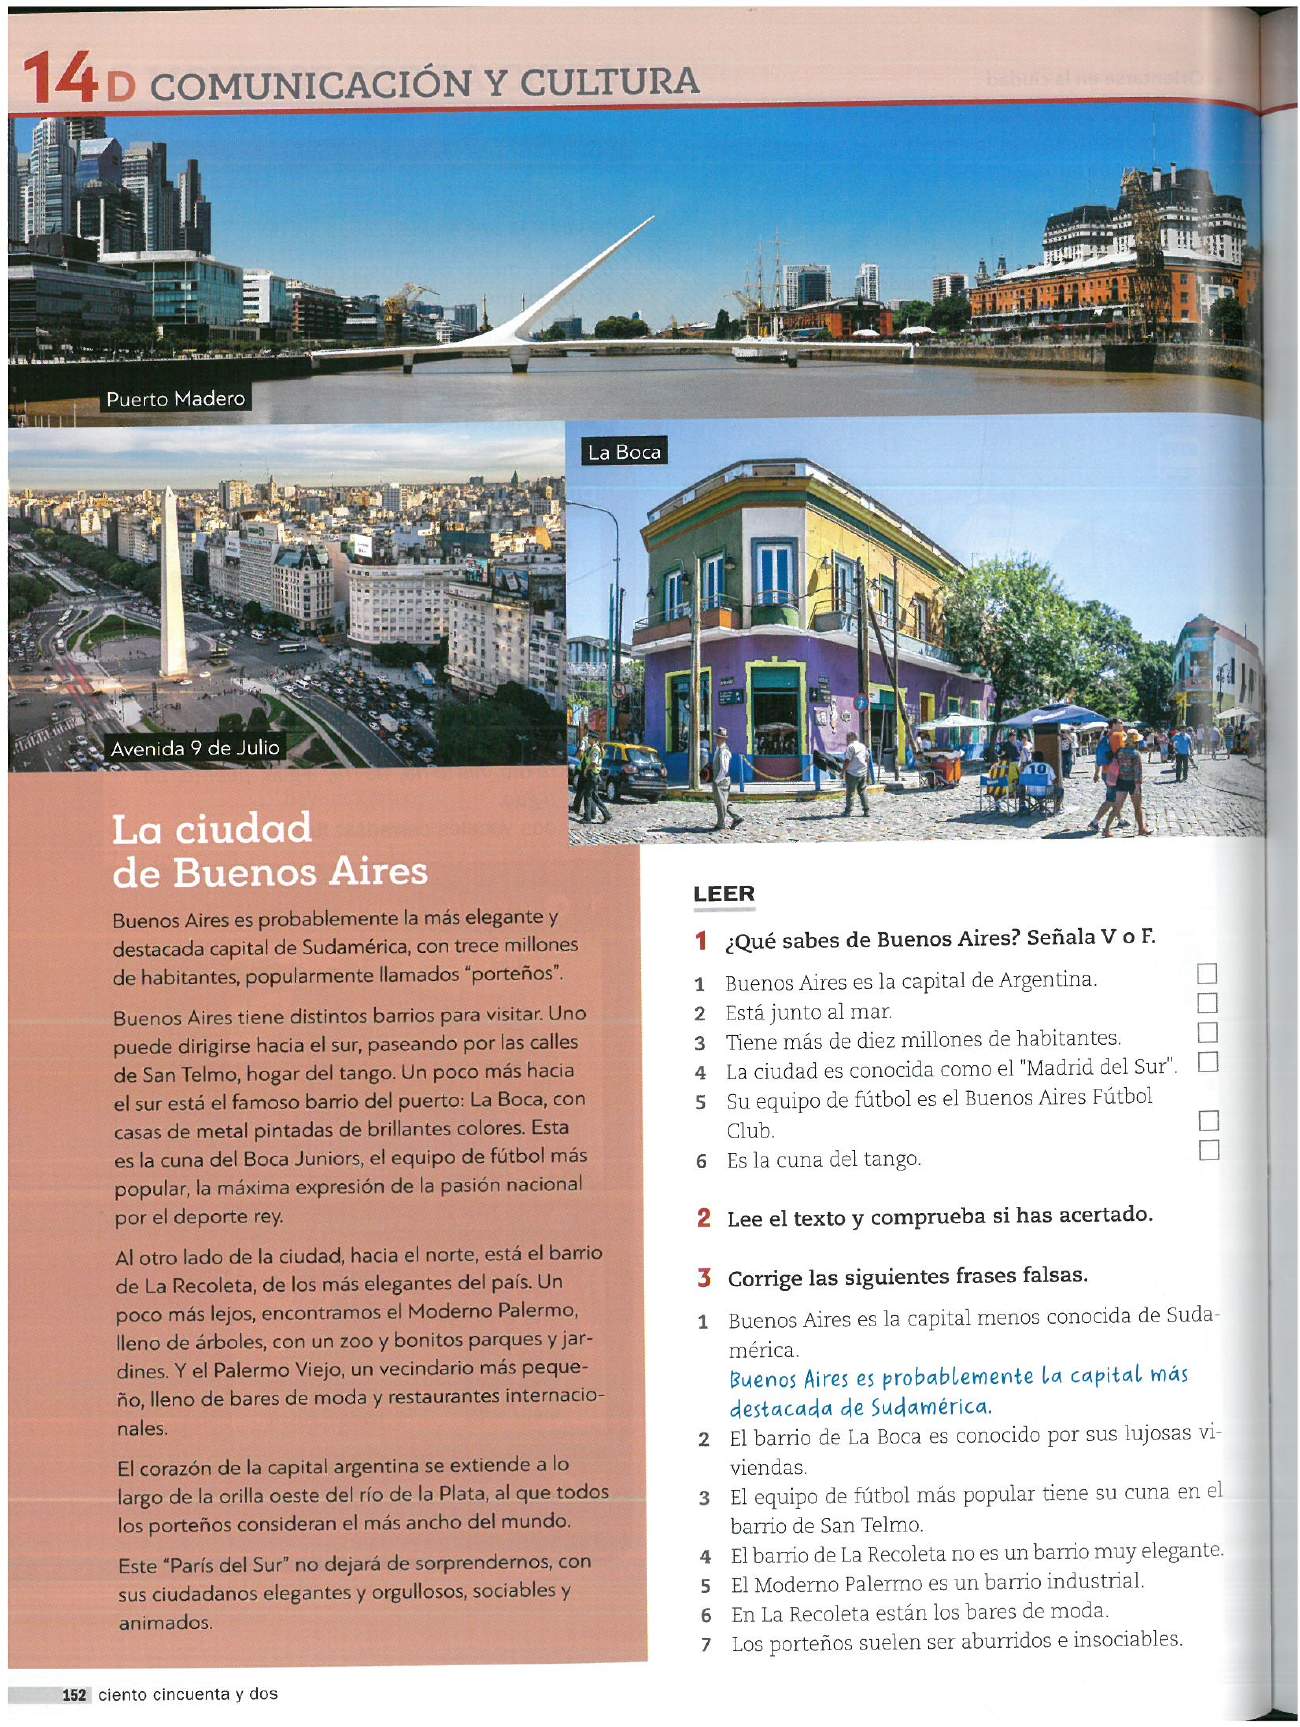 14 D COMUNICACIÓN Y CULTURA
Puerto Madero
La Boca
Avenida 9 de Julio
La ciudad
de Buenos Aires
Buenos Aires es probablemente la más elegante y
destacada capital de Sudamérica, con trece millones
de habitantes, popularmente llamados "porteños".
Buenos Aires tiene distintos barrios para visitar. Uno
puede dirigirse hacia el sur, paseando por las calles
de San Telmo, hogar del tango. Un poco más hacia
el sur está el famoso barrio del puerto: La Boca, con
casas de metal pintadas de brillantes colores. Esta
es la cuna del Boca Juniors, el equipo de fútbol más
popular, la máxima expresión de la pasión nacional
por el deporte rey.
Al otro lado de la ciudad, hacia el norte, está el barrio
de La Recoleta, de los más elegantes del país. Un
poco más lejos, encontramos el Moderno Palermo,
lleno de árboles, con un zoo y bonitos parques y jar-
dines. Y el Palermo Viejo, un vecindario más peque-
ño, lleno de bares de moda y restaurantes internacio-
nales.
El corazón de la capital argentina se extiende a lo
largo de la orilla oeste del río de la Plata, al que todos
los porteños consideran el más ancho del mundo.
Este "París del Sur" no dejará de sorprendernos, con
sus ciudadanos elegantes y orgullosos, sociables y
animados.
LEER
1 ¿Qué sabes de Buenos Aires? Señala V o F.
1 Buenos Aires es la capital de Argentina.
2 Está junto al mar.
3 Tiene más de diez millones de habitantes.
4 La ciudad es conocida como el "Madrid del Sur".
5 Su equipo de fútbol es el Buenos Aires Fútbol
Club.
6 Es la cuna del tango.
2 Lee el texto y comprueba si has acertado.
3 Corrige las siguientes frases falsas.
1 Buenos Aires es la capital menos conocida de Suda-
mérica.
Buenos Aires es probablemente la capital más
destacada de Sudamérica.
2 El barrio de La Boca es conocido por sus lujosas vi-
viendas.
3 El equipo de fútbol más popular tiene su cuna en el
barrio de San Telmo.
4 El barrio de La Recoleta no es un barrio muy elegante.
5 El Moderno Palermo es un barrio industrial.
6 En La Recoleta están los bares de moda.
7 Los porteños suelen ser aburridos e insociables.
152 ciento cincuenta y dos
10